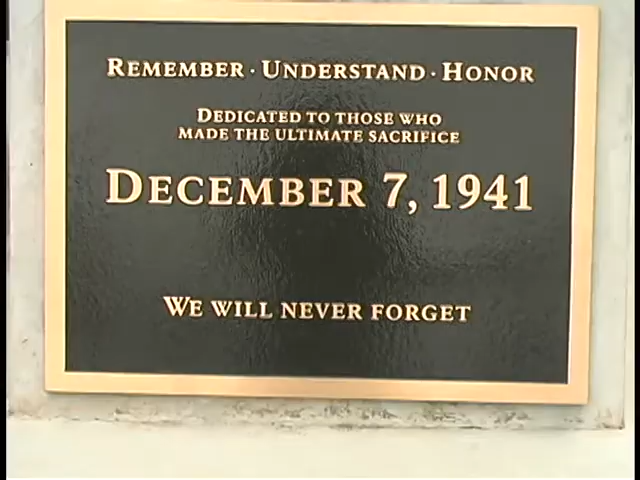 REMEMBER · UNDERSTAND · HONOR
DEDICATED TO THOSE WHO
MADE THE ULTIMATE SACRIFICE
DECEMBER 7, 1941
WE WILL NEVER FORGET